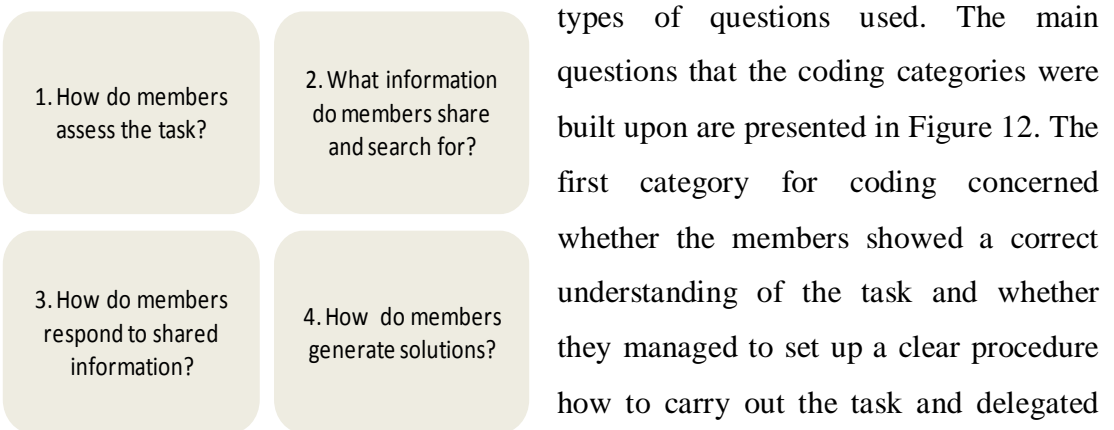 1. How do members
assess the task?
2. What information
do members share
and search for?
3. How do members
respond to shared
information?
4. How do members
generate solutions?
types of questions used. The main
questions that the coding categories were
built upon are presented in Figure 12. The
first category for coding concerned
whether the members showed a correct
understanding of the task and whether
they managed to set up a clear procedure
how to carry out the task and delegated